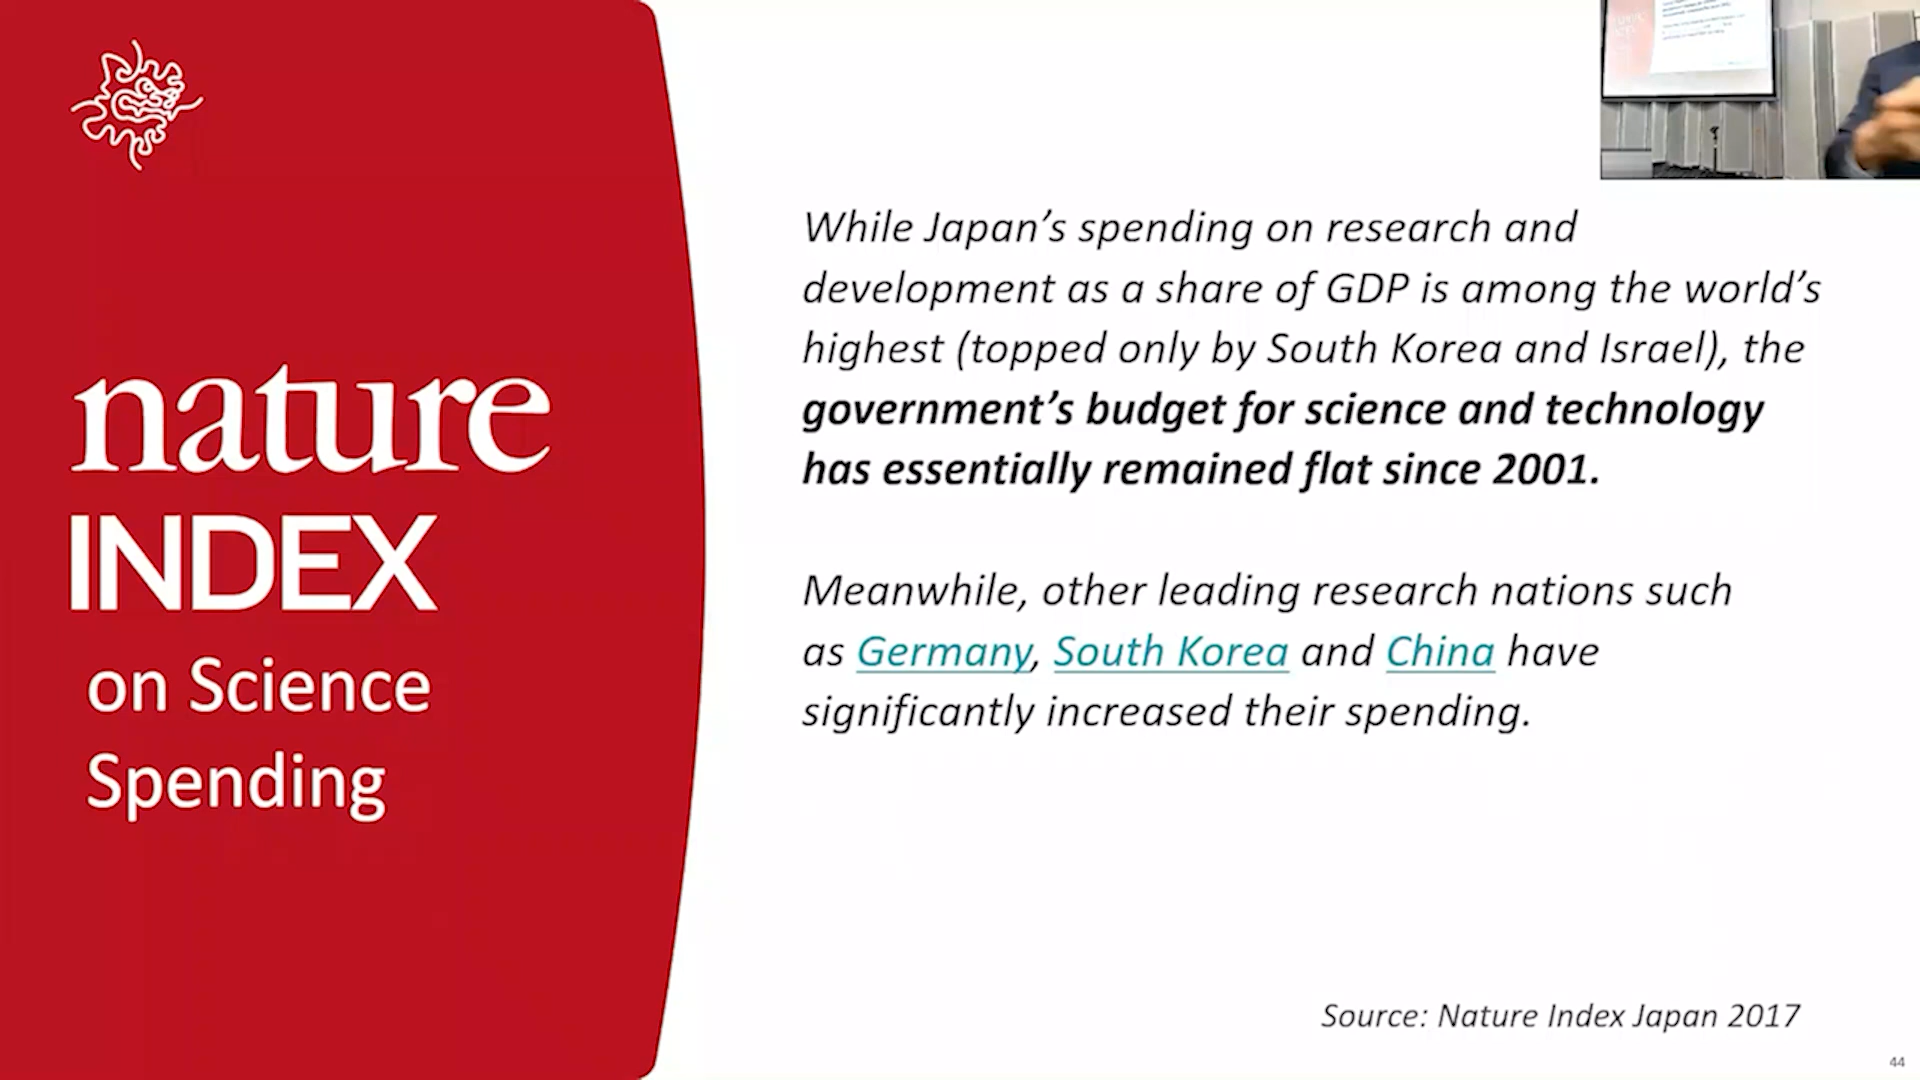 nature
INDEX
on Science
Spending
While Japan’s spending on research and
development as a share of GDP is among the world’s
highest (topped only by South Korea and Israel), the
government’s budget for science and technology
has essentially remained flat since 2001.
Meanwhile, other leading research nations such
as Germany, South Korea and China have
significantly increased their spending.
Source: Nature Index Japan 2017
44